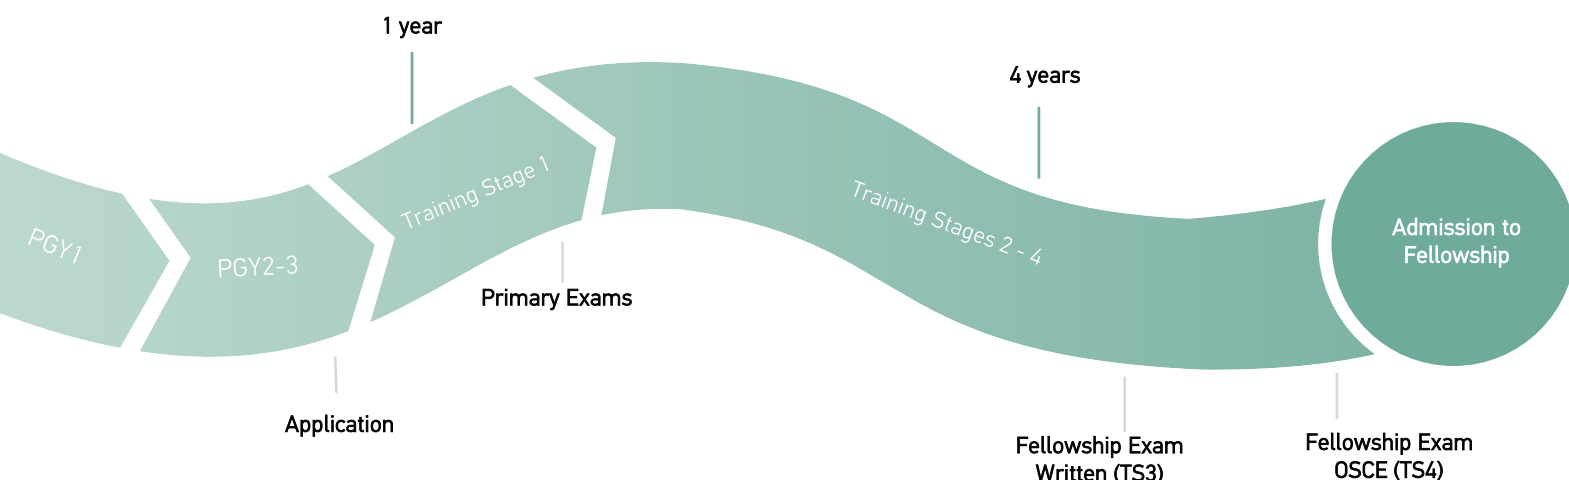 1 year
4 years
PGY1
PGY2-3
Training Stage 1
Training Stages 2 - 4
Admission to
Fellowship
Primary Exams
Application
Fellowship Exam
Written (TS3)
Fellowship Exam
OSCE (TS4)